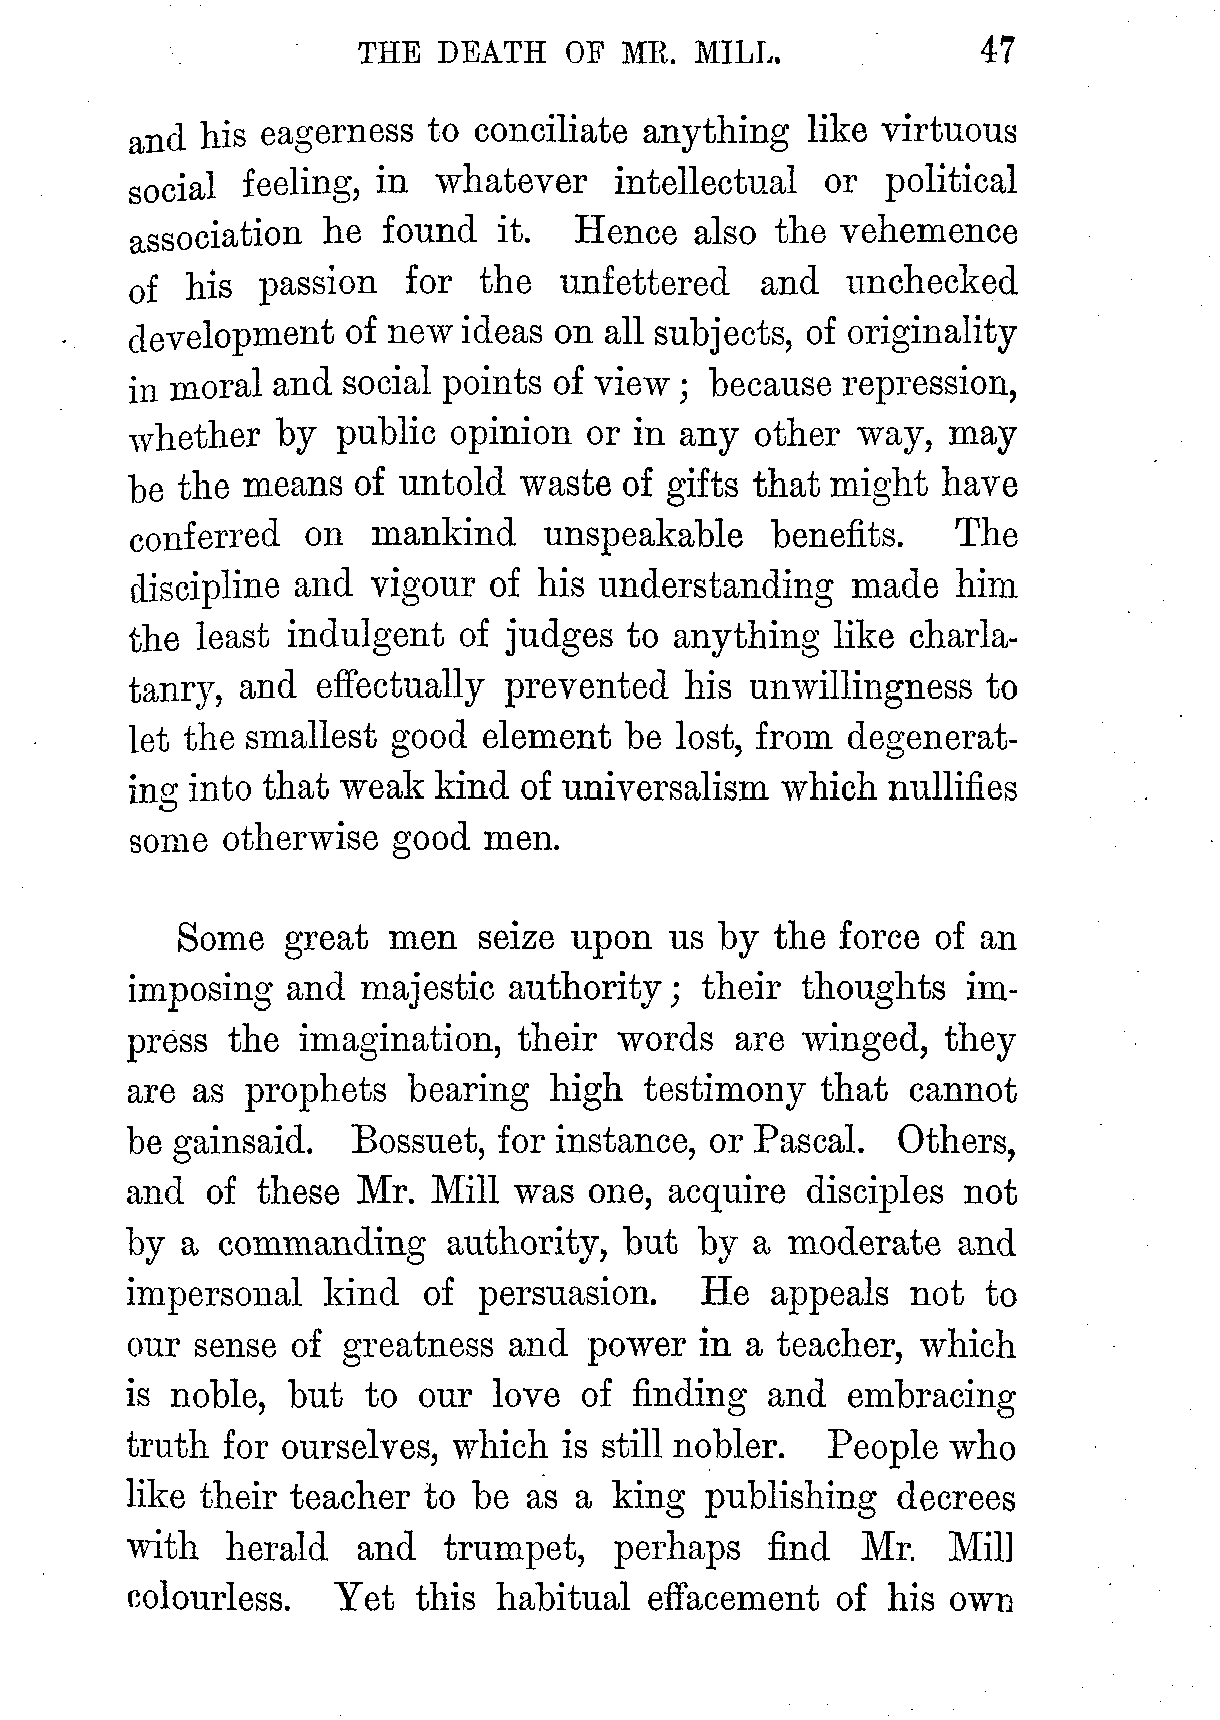 THE DEATH OF MR. MILL. 47
and his eagerness to conciliate anything like virtuous
social feeling, in whatever intellectual or political
association he found it. Hence also the vehemence
of his passion for the unfettered and unchecked
development of new ideas on all subjects, of originality
in moral and social points of view; because repression,
whether by public opinion or in any other way, may
be the means of untold waste of gifts that might have
conferred on mankind unspeakable benefits. The
discipline and vigour of his understanding made him
the least indulgent of judges to anything like charla-
tanry, and effectually prevented his unwillingness to
let the smallest good element be lost, from degenerat-
ing into that weak kind of universalism which nullifies
some otherwise good men.
Some great men seize upon us by the force of an
imposing and majestic authority; their thoughts im-
press the imagination, their words are winged, they
are as prophets bearing high testimony that cannot
be gainsaid. Bossuet, for instance, or Pascal. Others,
and of these Mr. Mill was one, acquire disciples not
by a commanding authority, but by a moderate and
impersonal kind of persuasion. He appeals not to
our sense of greatness and power in a teacher, which
is noble, but to our love of finding and embracing
truth for ourselves, which is still nobler. People who
like their teacher to be as a king publishing decrees
with herald and trumpet, perhaps find Mr. Mill
colourless. Yet this habitual effacement of his own